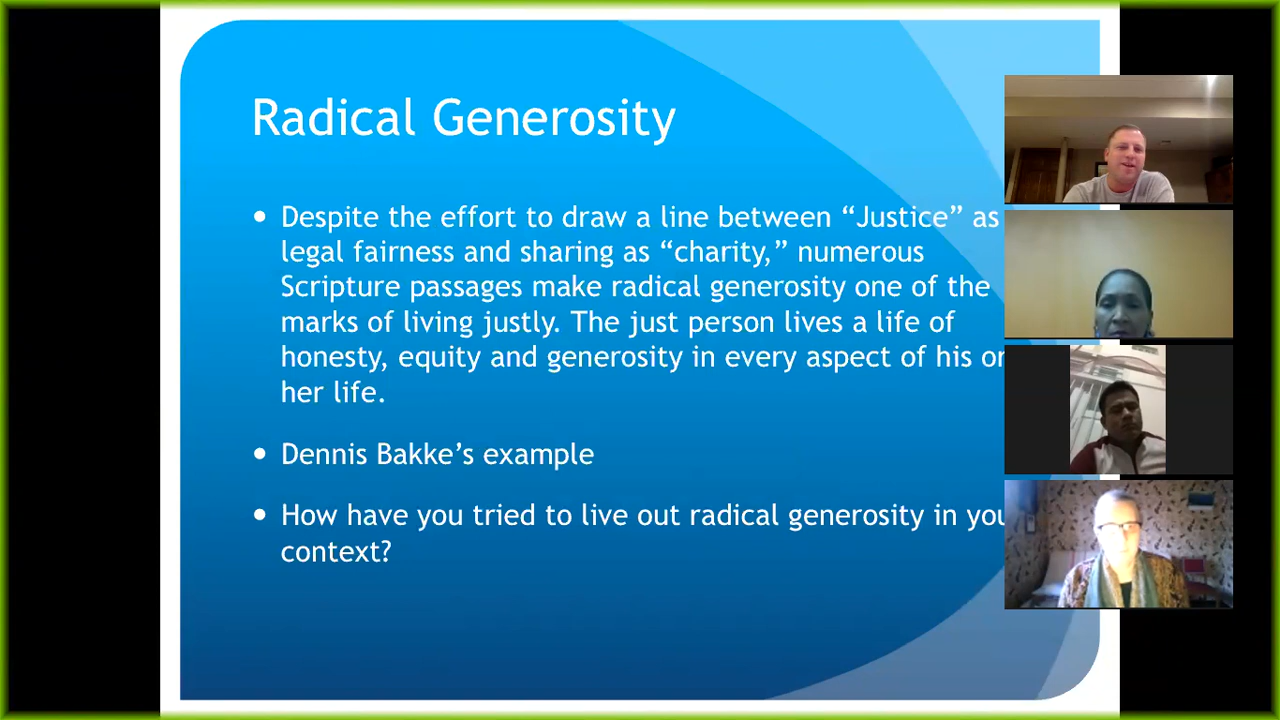 Radical Generosity
• Despite the effort to draw a line between “Justice” as
legal fairness and sharing as “charity,” numerous
Scripture passages make radical generosity one of the
marks of living justly. The just person lives a life of
honesty, equity and generosity in every aspect of his or
her life.
• Dennis Bakke’s example
• How have you tried to live out radical generosity in
context?